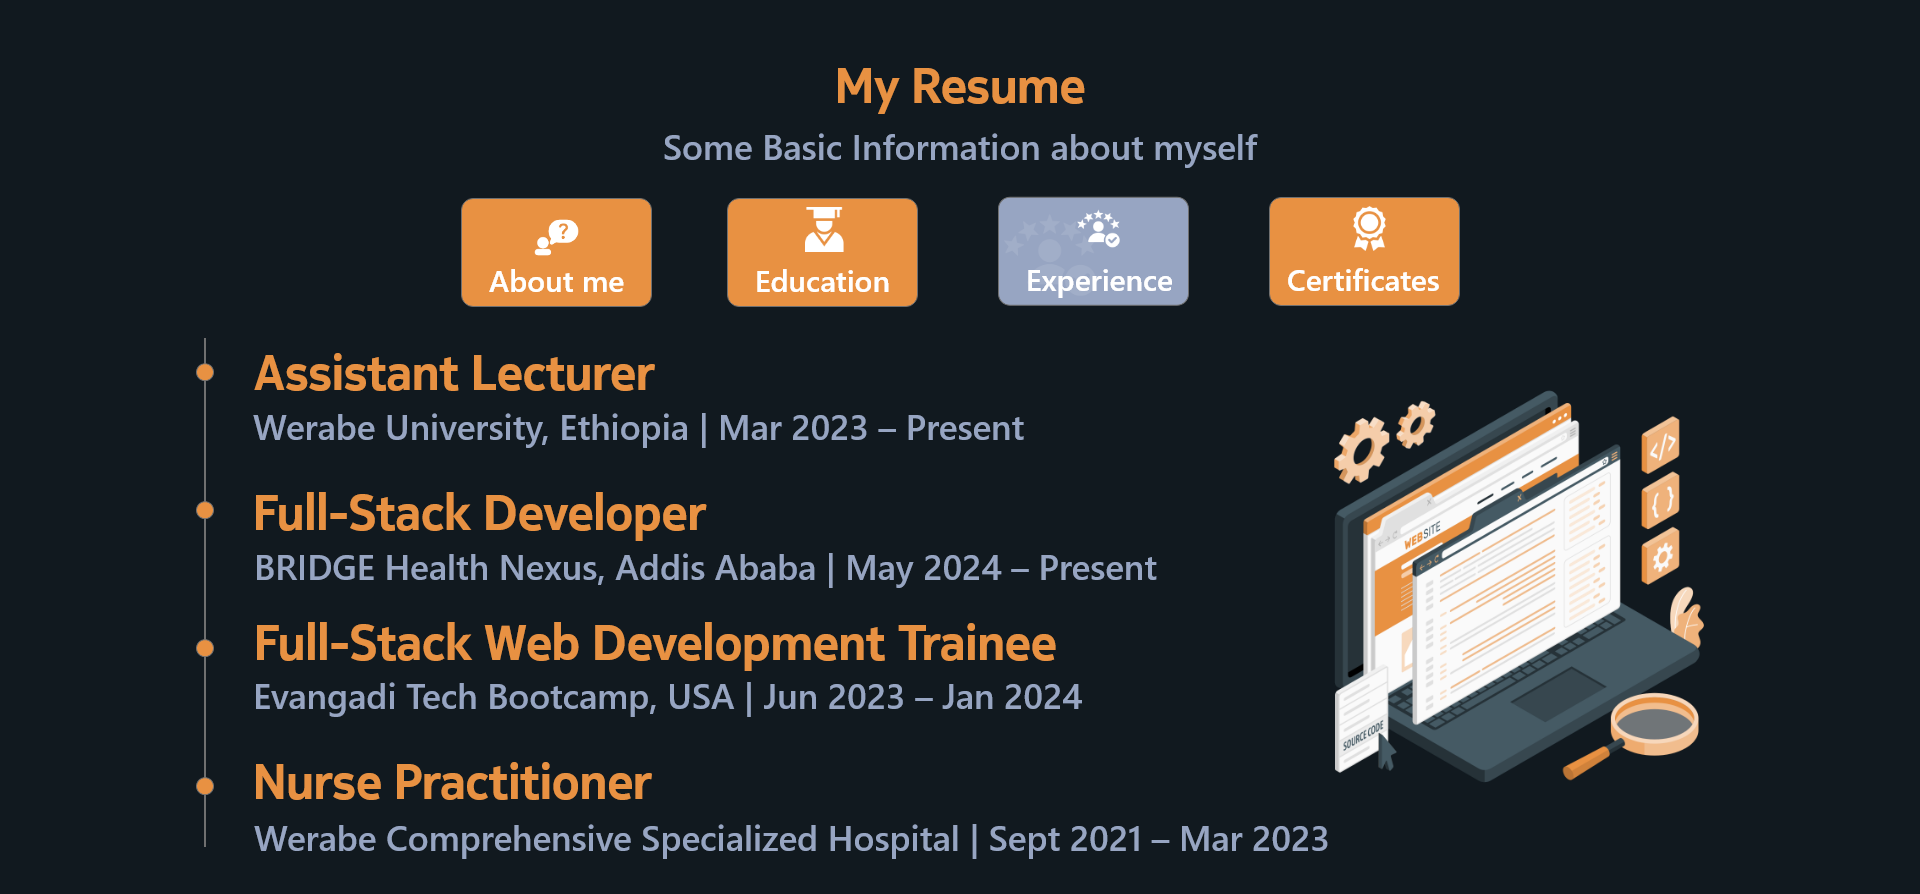 My Resume
Some Basic Information about myself
?
About me
Education
Experience
Certificates
Assistant Lecturer
Werabe University, Ethiopia | Mar 2023 – Present
Full-Stack Developer
BRIDGE Health Nexus, Addis Ababa | May 2024 – Present
Full-Stack Web Development Trainee
Evangadi Tech Bootcamp, USA | Jun 2023 – Jan 2024
Nurse Practitioner
Werabe Comprehensive Specialized Hospital | Sept 2021 – Mar 2023
</>
{ }
WEBSITE
SOURCE CODE